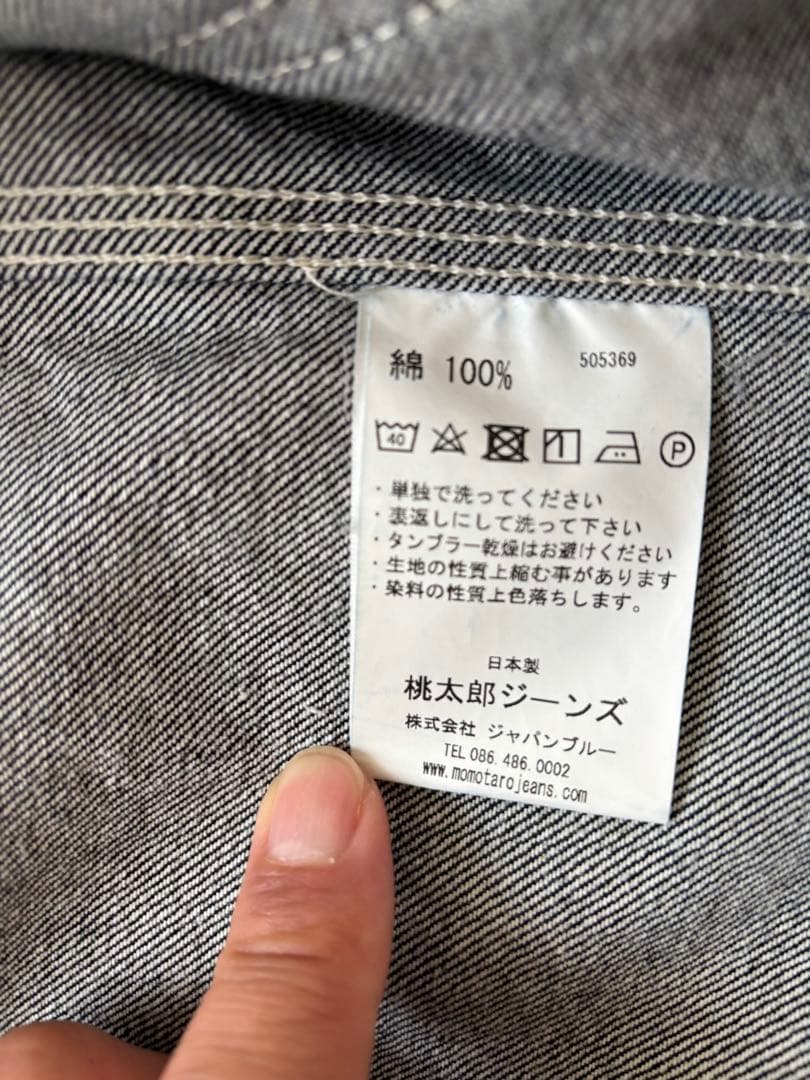 綿 100% 505369
40 P
・単独で洗ってください
・裏返しにして洗って下さい
・タンブラー乾燥はお避けください
・生地の性質上縮む事があります
・染料の性質上色落ちします。
日本製
桃太郎ジーンズ
株式会社 ジャパンブルー
TEL 086.486.0002
www.momotarojeans.com